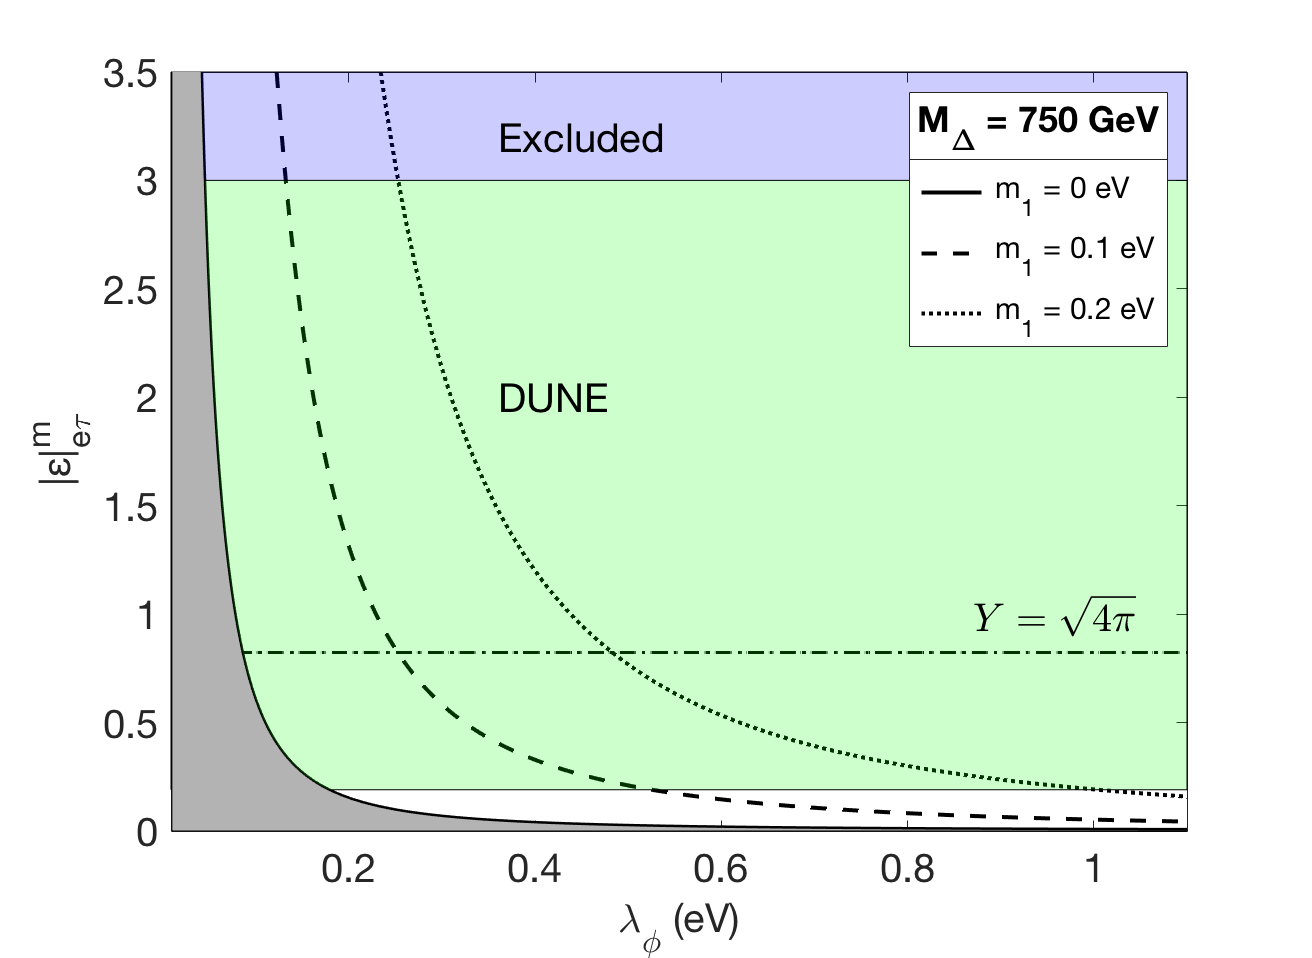 3.5
3
2.5
2
1.5
1
0.5
0
|ε|^m_{eτ}
Excluded
DUNE
M_Δ = 750 GeV
m_1 = 0 eV
m_1 = 0.1 eV
m_1 = 0.2 eV
Y = √4π
0.2 0.4 0.6 0.8 1
λ_ϕ (eV)